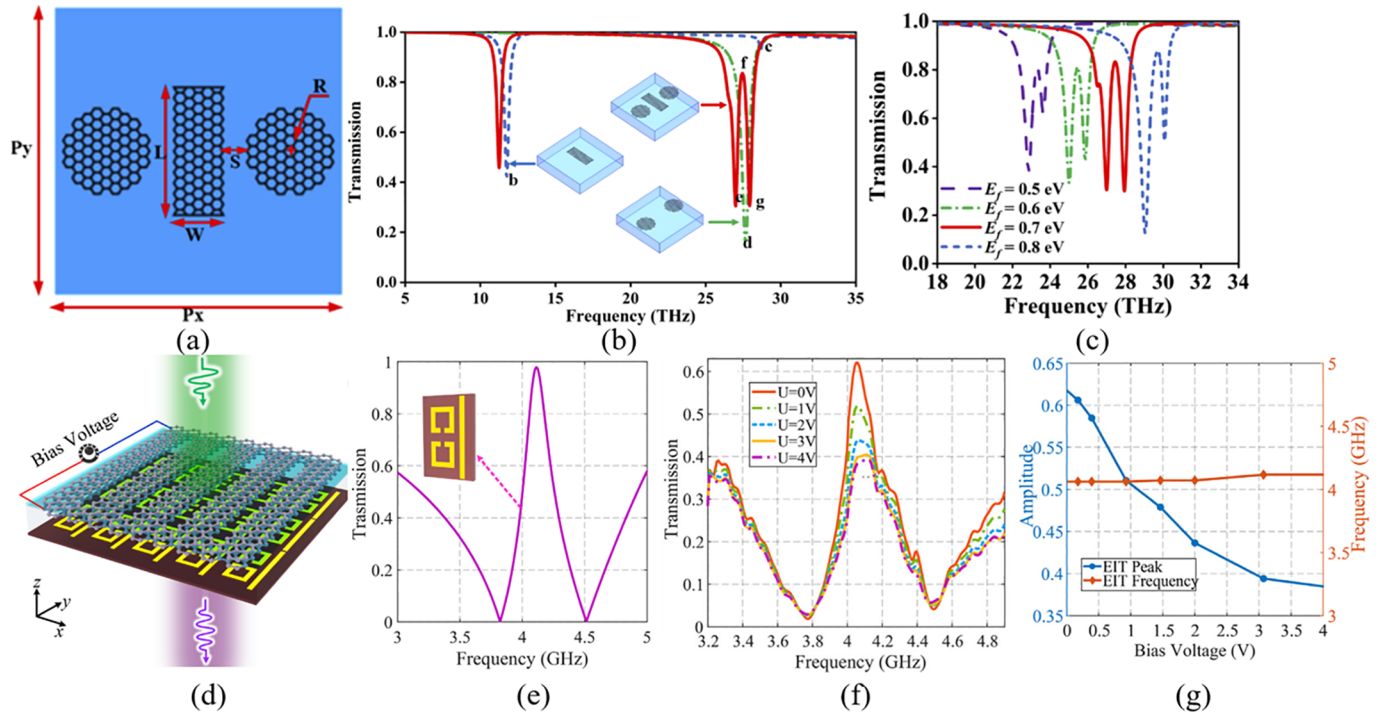 Py
L
S
R
W
Px
(a)
Transmission
1.0
0.8
0.6
0.4
0.2
0.0
b
c
f
e
g
d
5 10 15 20 25 30 35
Frequency (THz)
(b)
Transmission
1.0
0.8
0.6
0.4
0.2
0.0
E_f = 0.5 eV
E_f = 0.6 eV
E_f = 0.7 eV
E_f = 0.8 eV
18 20 22 24 26 28 30 32 34
Frequency (THz)
(c)
Bias Voltage
z
y
x
(d)
Trasmission
1
0.8
0.6
0.4
0.2
0
3 3.5 4 4.5 5
Frequency (GHz)
(e)
Transmission
0.6
0.5
0.4
0.3
0.2
0.1
0
U=0V
U=1V
U=2V
U=3V
U=4V
3.2 3.4 3.6 3.8 4 4.2 4.4 4.6 4.8
Frequency (GHz)
(f)
Amplitude
0.65
0.6
0.55
0.5
0.45
0.4
0.35
EIT Peak
EIT Frequency
0 0.5 1 1.5 2 2.5 3 3.5 4
Bias Voltage (V)
5
4.5
4
3.5
3
Frequency (GHz)
(g)